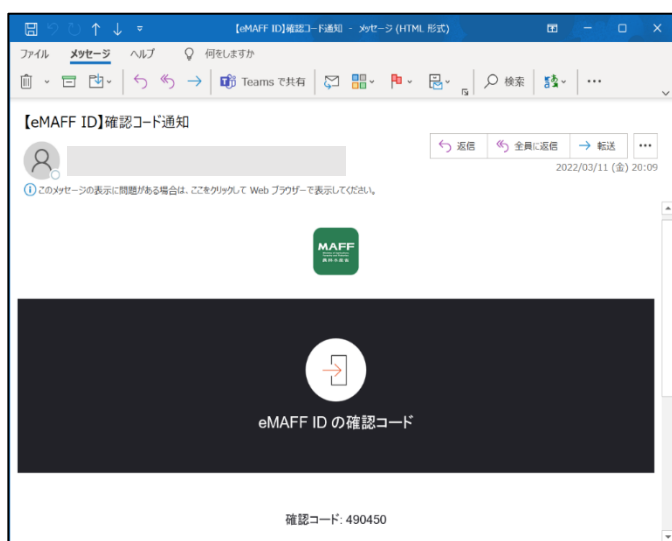 【eMAFF ID】確認コード通知 - メッセージ (HTML 形式)
ファイル メッセージ ヘルプ 何をしますか
Teams で共有 検索
【eMAFF ID】確認コード通知
返信 全員に返信 転送
2022/03/11 (金) 20:09
このメッセージの表示に問題がある場合は、ここをクリックして Web ブラウザーで表示してください。
MAFF
農林水産省
eMAFF ID の確認コード
確認コード: 490450